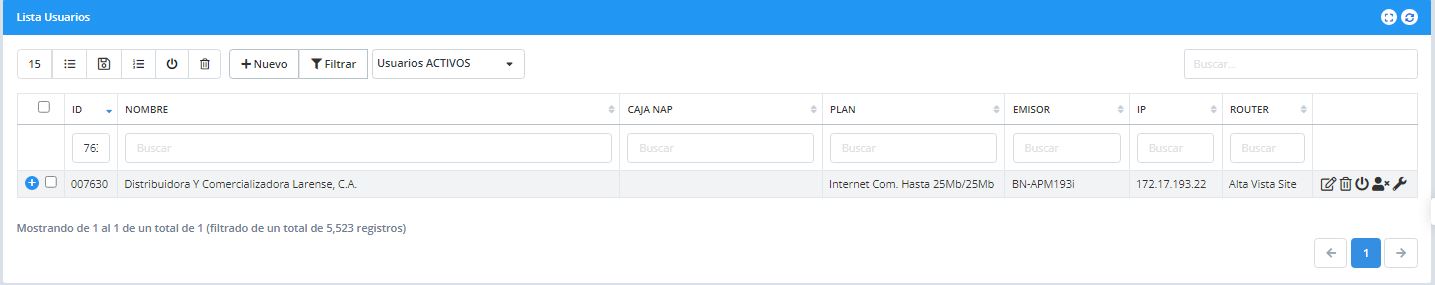 Lista Usuarios
15 Nuevo Filtrar Usuarios ACTIVOS Buscar...
ID NOMBRE CAJA NAP PLAN EMISOR IP ROUTER
Buscar Buscar Buscar Buscar Buscar Buscar
007630 Distribuidora Y Comercializadora Larense, C.A. Internet Com. Hasta 25Mb/25Mb BN-APM193i 172.17.193.22 Alta Vista Site
Mostrando de 1 al 1 de un total de 1 (filtrado de un total de 5,523 registros)
1